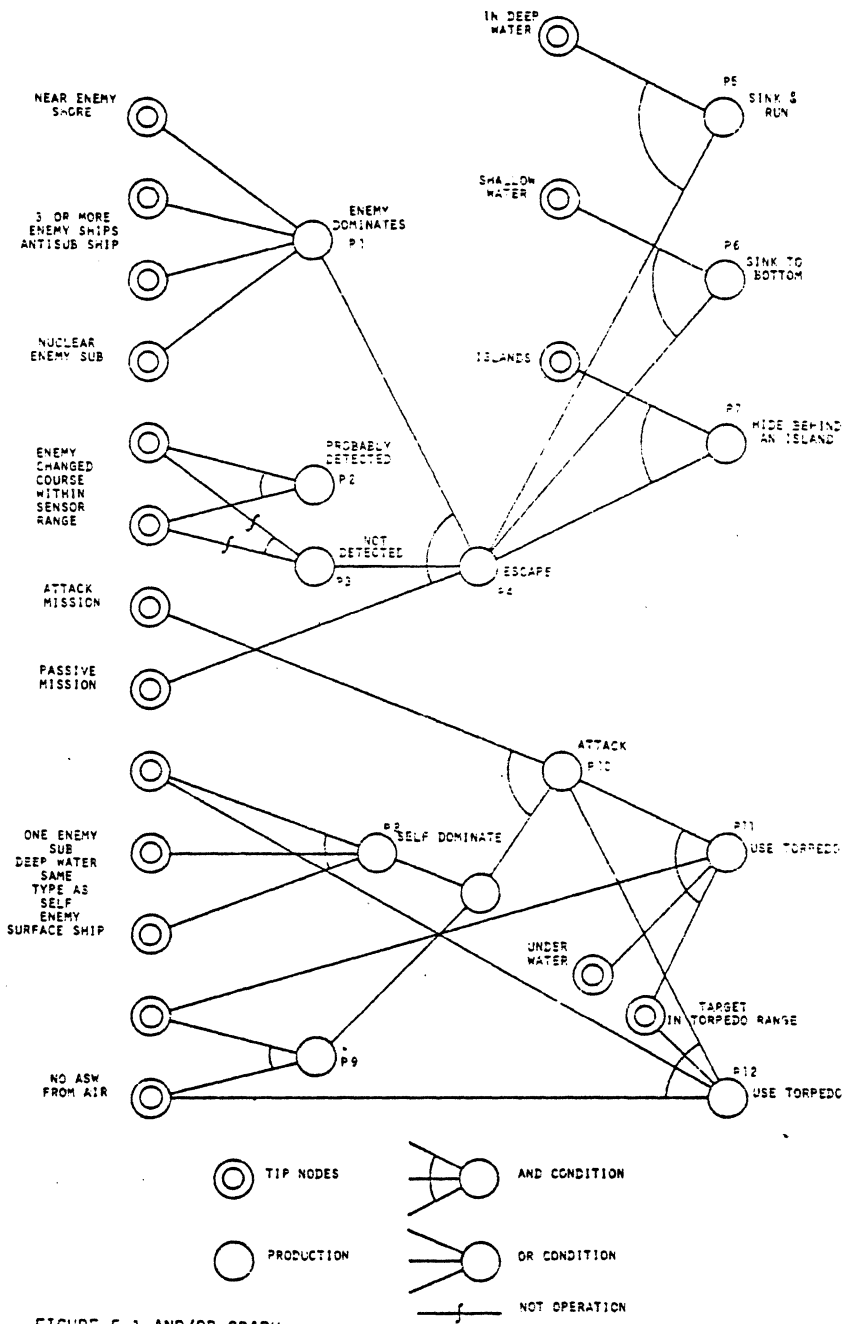 IN DEEP
WATER
P5
SINK &
RUN
NEAR ENEMY
SHORE
SHALLOW
WATER
3 OR MORE
ENEMY SHIPS
ANTISUB SHIP
ENEMY
DOMINATES
P1
P6
SINK TO
BOTTOM
NUCLEAR
ENEMY SUB
ISLANDS
P7
HIDE BEHIND
AN ISLAND
ENEMY
CHANGED
COURSE
WITHIN
SENSOR
RANGE
PROBABLY
DETECTED
P2
NOT
DETECTED
P3
ESCAPE
P4
ATTACK
MISSION
PASSIVE
MISSION
ATTACK
P10
ONE ENEMY
SUB
DEEP WATER
SAME
TYPE AS
SELF
ENEMY
SURFACE SHIP
P8
SELF DOMINATE
P11
USE TORPEDO
UNDER
WATER
TARGET
IN TORPEDO RANGE
NO ASW
FROM AIR
P9
P12
USE TORPEDO
TIP NODES
AND CONDITION
PRODUCTION
OR CONDITION
NOT OPERATION